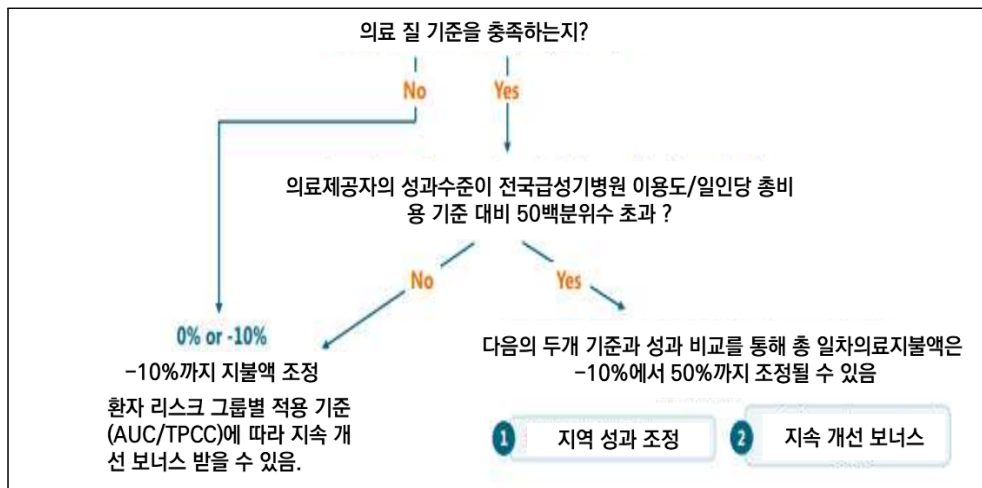 의료 질 기준을 충족하는지?
No
Yes
의료제공자의 성과수준이 전국급성기병원 이용도/일인당 총비
용 기준 대비 50백분위수 초과 ?
No
Yes
0% or -10%
-10%까지 지불액 조정
환자 리스크 그룹별 적용 기준
(AUC/TPCC)에 따라 지속 개
선 보너스 받을 수 있음.
다음의 두개 기준과 성과 비교를 통해 총 일차의료지불액은
-10%에서 50%까지 조정될 수 있음
1 지역 성과 조정
2 지속 개선 보너스